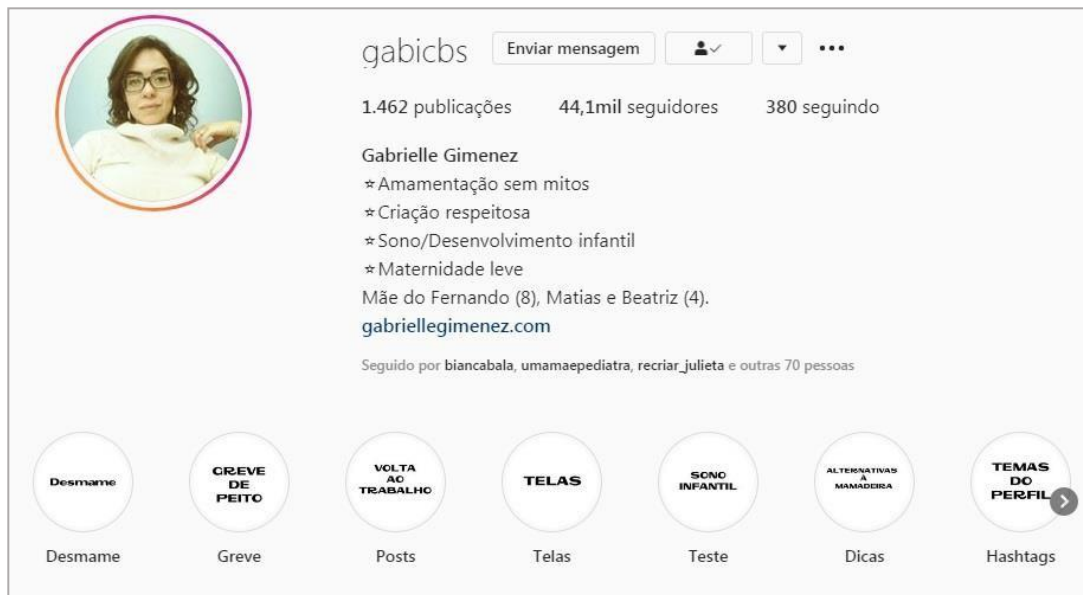 gabicbs Enviar mensagem
1.462 publicações 44,1mil seguidores 380 seguindo
Gabrielle Gimenez
⭐Amamentação sem mitos
⭐Criação respeitosa
⭐Sono/Desenvolvimento infantil
⭐Maternidade leve
Mãe do Fernando (8), Matias e Beatriz (4).
gabriellegimenez.com
Seguido por biancabala, umamaepediatra, recriar_julieta e outras 70 pessoas
Desmame
GREVE
DE
PEITO
VOLTA
AO
TRABALHO
TELAS
SONO
INFANTIL
ALTERNATIVAS
À
MAMADEIRA
TEMAS
DO
PERFIL
Desmame Greve Posts Telas Teste Dicas Hashtags